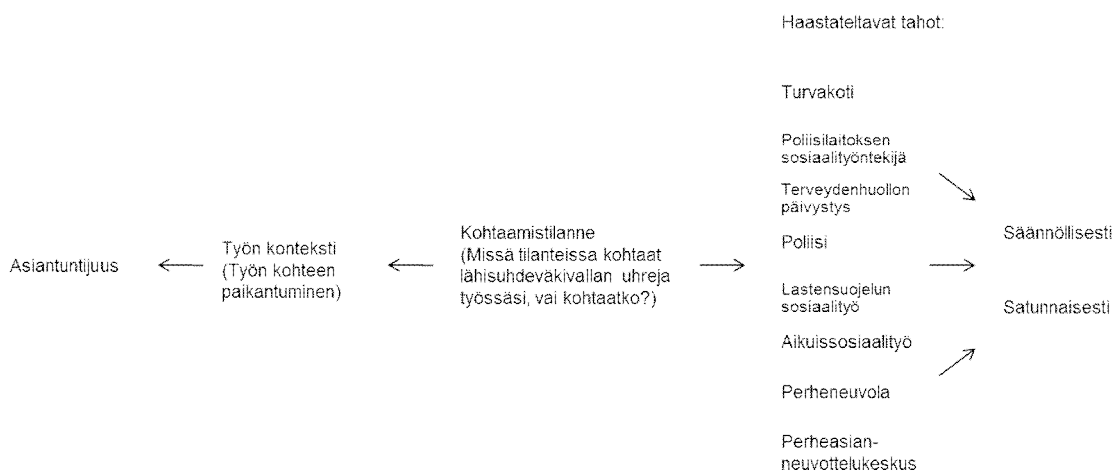 Haastateltavat tahot:
Turvakoti
Poliisilaitoksen
sosiaalityöntekijä
Terveydenhuollon
päivystys
Poliisi
Lastensuojelun
sosiaalityö
Aikuissosiaalityö
Perheneuvola
Perheasian-
neuvottelukeskus
Asiantuntijuus
Työn konteksti
(Työn kohteen
paikantuminen)
Kohtaamistilanne
(Missä tilanteissa kohtaat
lähisuhdeväkivallan uhreja
työssäsi, vai kohtaatko?)
Säännöllisesti
Satunnaisesti